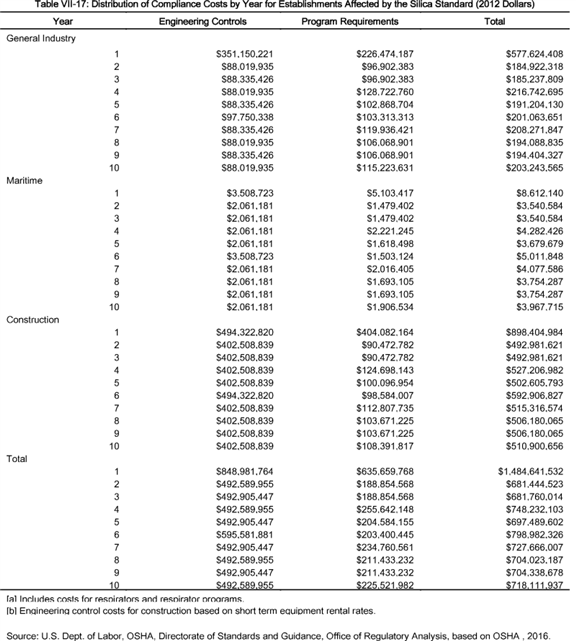 Table VII-17: Distribution of Compliance Costs by Year for Establishments Affected by the Silica Standard (2012 Dollars)
Year Engineering Controls Program Requirements Total
General Industry
1 $351,150,221 $226,474,187 $577,624,408
2 $88,019,935 $96,902,383 $184,922,318
3 $88,335,426 $96,902,383 $185,237,809
4 $88,019,935 $128,722,760 $216,742,695
5 $88,335,426 $102,868,704 $191,204,130
6 $97,750,338 $103,313,313 $201,063,651
7 $88,335,426 $119,936,421 $208,271,847
8 $88,019,935 $106,068,901 $194,088,835
9 $88,335,426 $106,068,901 $194,404,327
10 $88,019,935 $115,223,631 $203,243,565
Maritime
1 $3,508,723 $5,103,417 $8,612,140
2 $2,061,181 $1,479,402 $3,540,584
3 $2,061,181 $1,479,402 $3,540,584
4 $2,061,181 $2,221,245 $4,282,426
5 $2,061,181 $1,618,498 $3,679,679
6 $3,508,723 $1,503,124 $5,011,848
7 $2,061,181 $2,016,405 $4,077,586
8 $2,061,181 $1,693,105 $3,754,287
9 $2,061,181 $1,693,105 $3,754,287
10 $2,061,181 $1,906,534 $3,967,715
Construction
1 $494,322,820 $404,082,164 $898,404,984
2 $402,508,839 $90,472,782 $492,981,621
3 $402,508,839 $90,472,782 $492,981,621
4 $402,508,839 $124,698,143 $527,206,982
5 $402,508,839 $100,096,954 $502,605,793
6 $494,322,820 $98,584,007 $592,906,827
7 $402,508,839 $112,807,735 $515,316,574
8 $402,508,839 $103,671,225 $506,180,065
9 $402,508,839 $103,671,225 $506,180,065
10 $402,508,839 $108,391,817 $510,900,656
Total
1 $848,981,764 $635,659,768 $1,484,641,532
2 $492,589,955 $188,854,568 $681,444,523
3 $492,905,447 $188,854,568 $681,760,014
4 $492,589,955 $255,642,148 $748,232,103
5 $492,905,447 $204,584,155 $697,489,602
6 $595,581,881 $203,400,445 $798,982,326
7 $492,905,447 $234,760,561 $727,666,007
8 $492,589,955 $211,433,232 $704,023,187
9 $492,905,447 $211,433,232 $704,338,678
10 $492,589,955 $225,521,982 $718,111,937
[a] Includes costs for respirators and respirator programs.
[b] Engineering control costs for construction based on short term equipment rental rates.
Source: U.S. Dept. of Labor, OSHA, Directorate of Standards and Guidance, Office of Regulatory Analysis, based on OSHA , 2016.